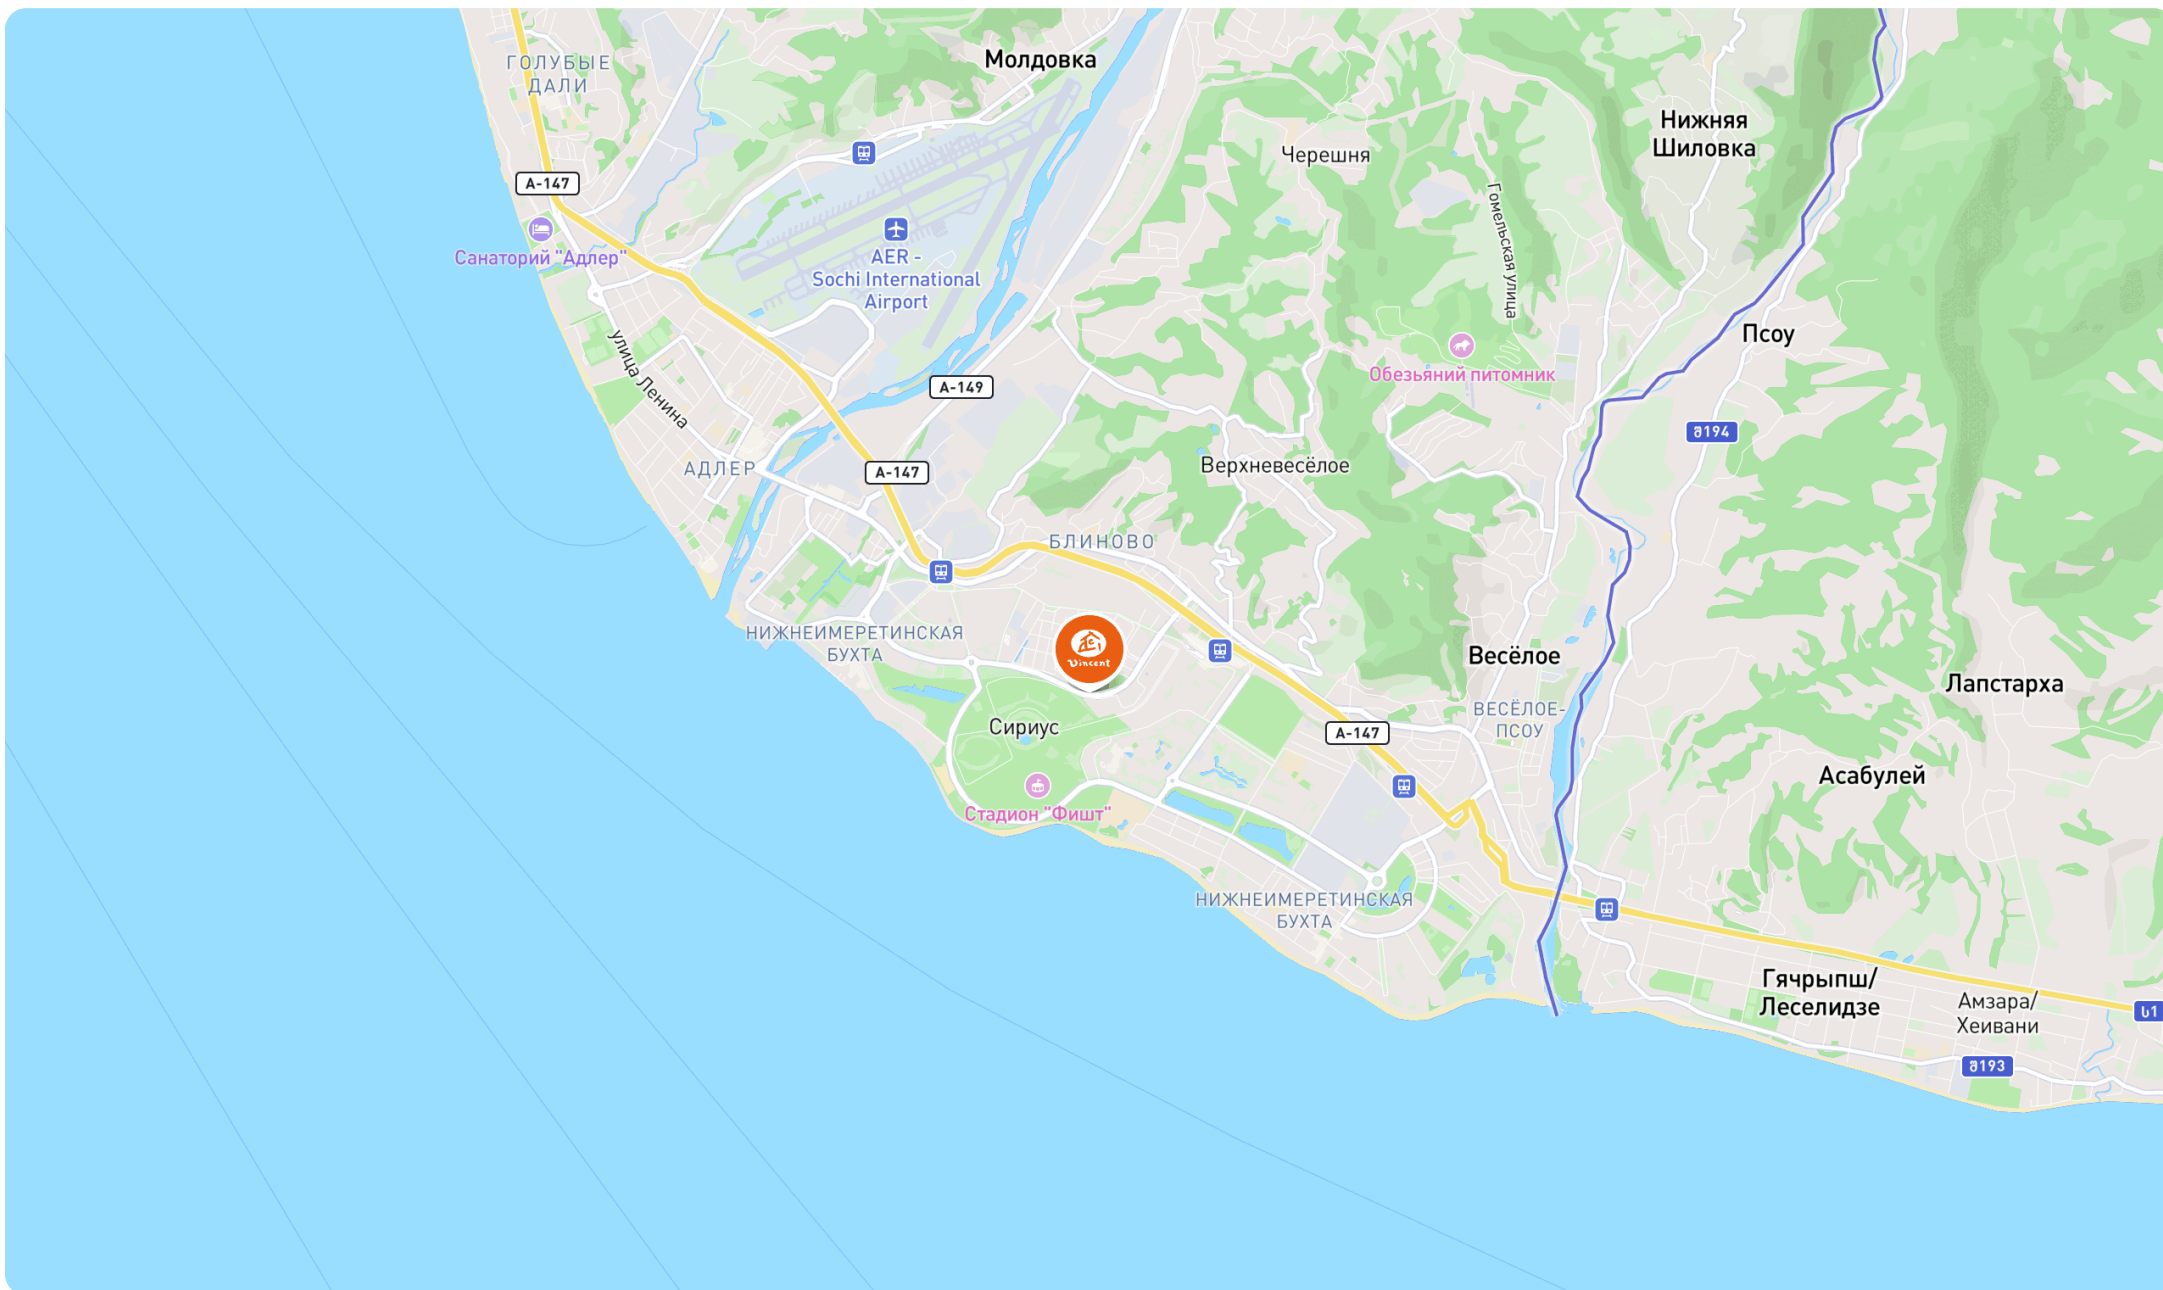 Молдовка
ГОЛУБЫЕ
ДАЛИ
Нижняя
Шиловка
Черешня
А-147
Гомельская улица
Санаторий "Адлер"
AER -
Sochi International
Airport
Псоу
улица Ленина
Обезьяний питомник
А-149
შ194
АДЛЕР
А-147
Верхневесёлое
БЛИНОВО
НИЖНЕИМЕРЕТИНСКАЯ
БУХТА
Vincent
Весёлое
Лапстарха
Сириус
ВЕСЁЛОЕ-
ПСОУ
А-147
Асабулей
Стадион "Фишт"
НИЖНЕИМЕРЕТИНСКАЯ
БУХТА
Гячрыпш/
Леселидзе
Амзара/
Хеивани
ს1
შ193